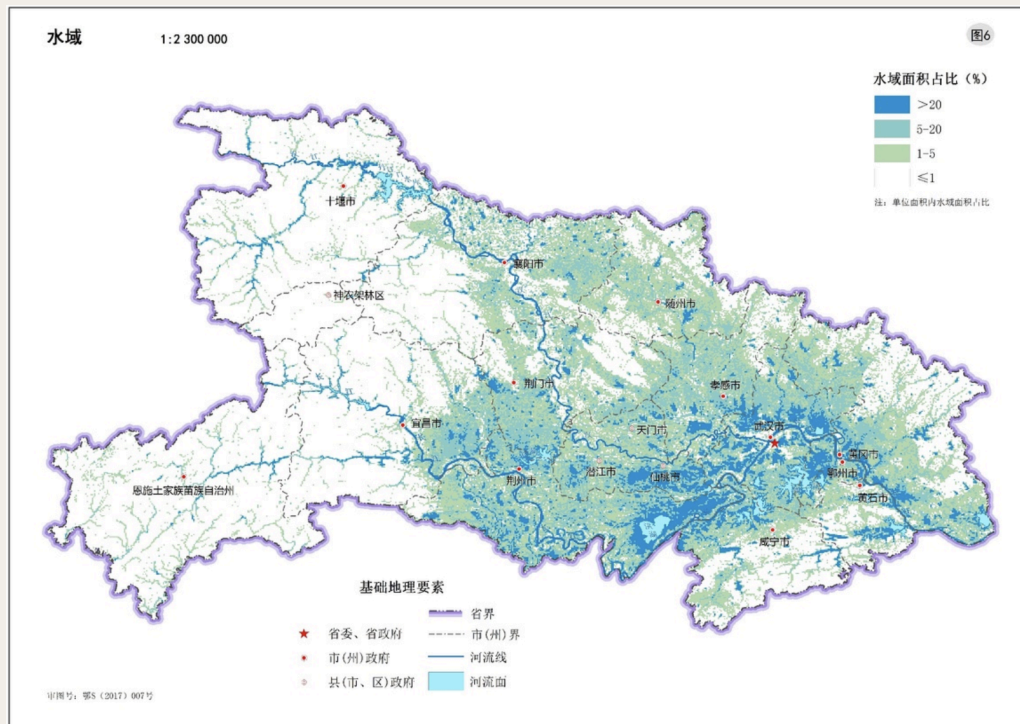 水域
1:2 300 000
图6
水域面积占比（%）
>20
5-20
1-5
≤1
注：单位面积内水域面积占比
十堰市
襄阳市
神农架林区
随州市
荆门市
孝感市
宜昌市
天门市
武汉市
黄冈市
鄂州市
荆州市
潜江市
仙桃市
恩施土家族苗族自治州
黄石市
咸宁市
基础地理要素
省界
省委、省政府
市(州)界
市(州)政府
河流线
县(市、区)政府
河流面
审图号：鄂S（2017）007号